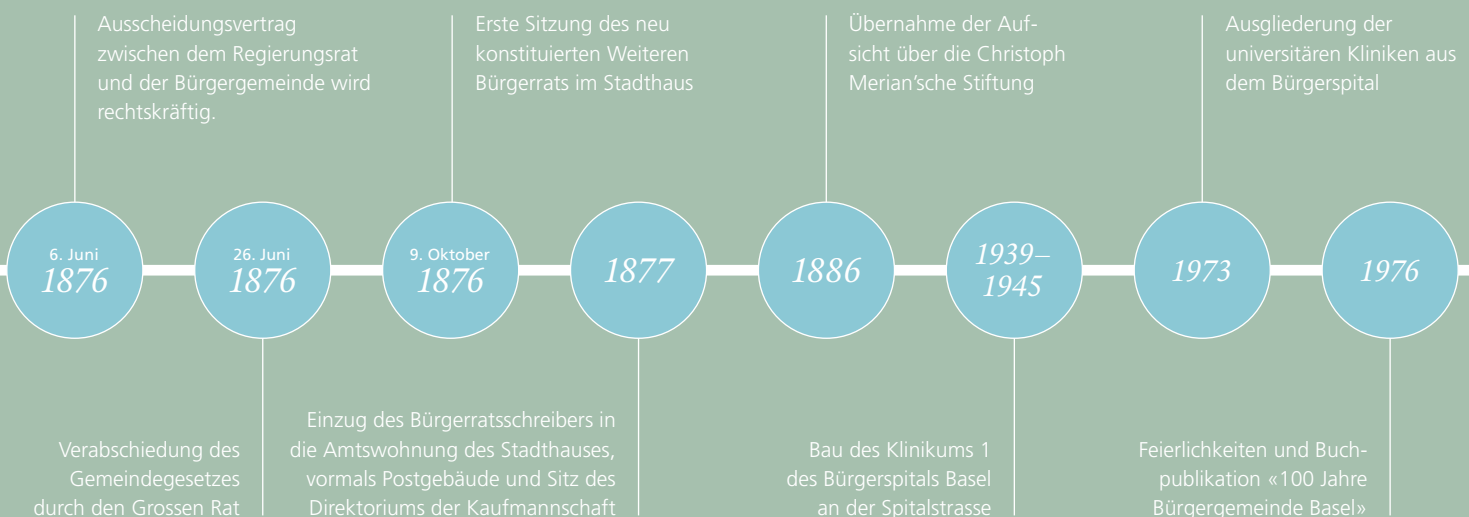 Ausscheidungsvertrag
zwischen dem Regierungsrat
und der Bürgergemeinde wird
rechtskräftig.
Erste Sitzung des neu
konstituierten Weiteren
Bürgerrats im Stadthaus
Übernahme der Auf-
sicht über die Christoph
Merian’sche Stiftung
Ausgliederung der
universitären Kliniken aus
dem Bürgerspital
6. Juni
1876
26. Juni
1876
9. Oktober
1876
1877
1886
1939–
1945
1973
1976
Verabschiedung des
Gemeindegesetzes
durch den Grossen Rat
Einzug des Bürgerratsschreibers in
die Amtswohnung des Stadthauses,
vormals Postgebäude und Sitz des
Direktoriums der Kaufmannschaft
Bau des Klinikums 1
des Bürgerspitals Basel
an der Spitalstrasse
Feierlichkeiten und Buch-
publikation «100 Jahre
Bürgergemeinde Basel»